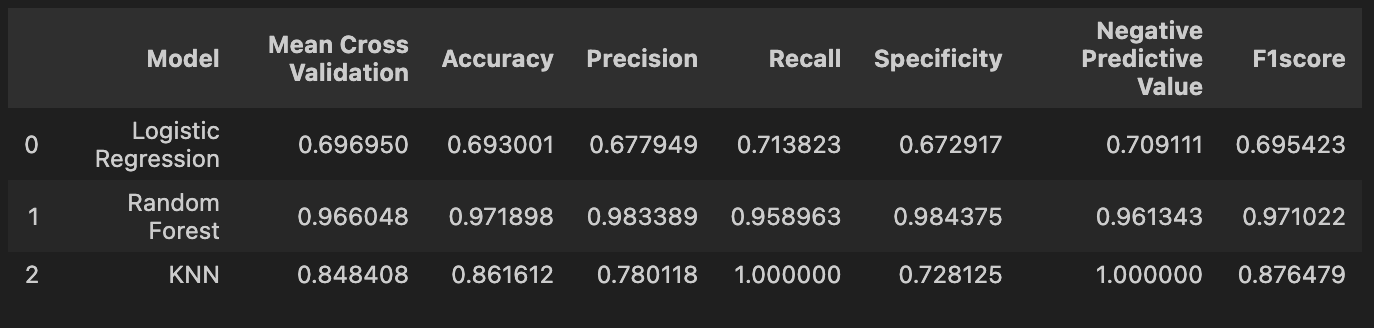 Model Mean Cross Validation Accuracy Precision Recall Specificity Negative Predictive Value F1score
0 Logistic Regression 0.696950 0.693001 0.677949 0.713823 0.672917 0.709111 0.695423
1 Random Forest 0.966048 0.971898 0.983389 0.958963 0.984375 0.961343 0.971022
2 KNN 0.848408 0.861612 0.780118 1.000000 0.728125 1.000000 0.876479